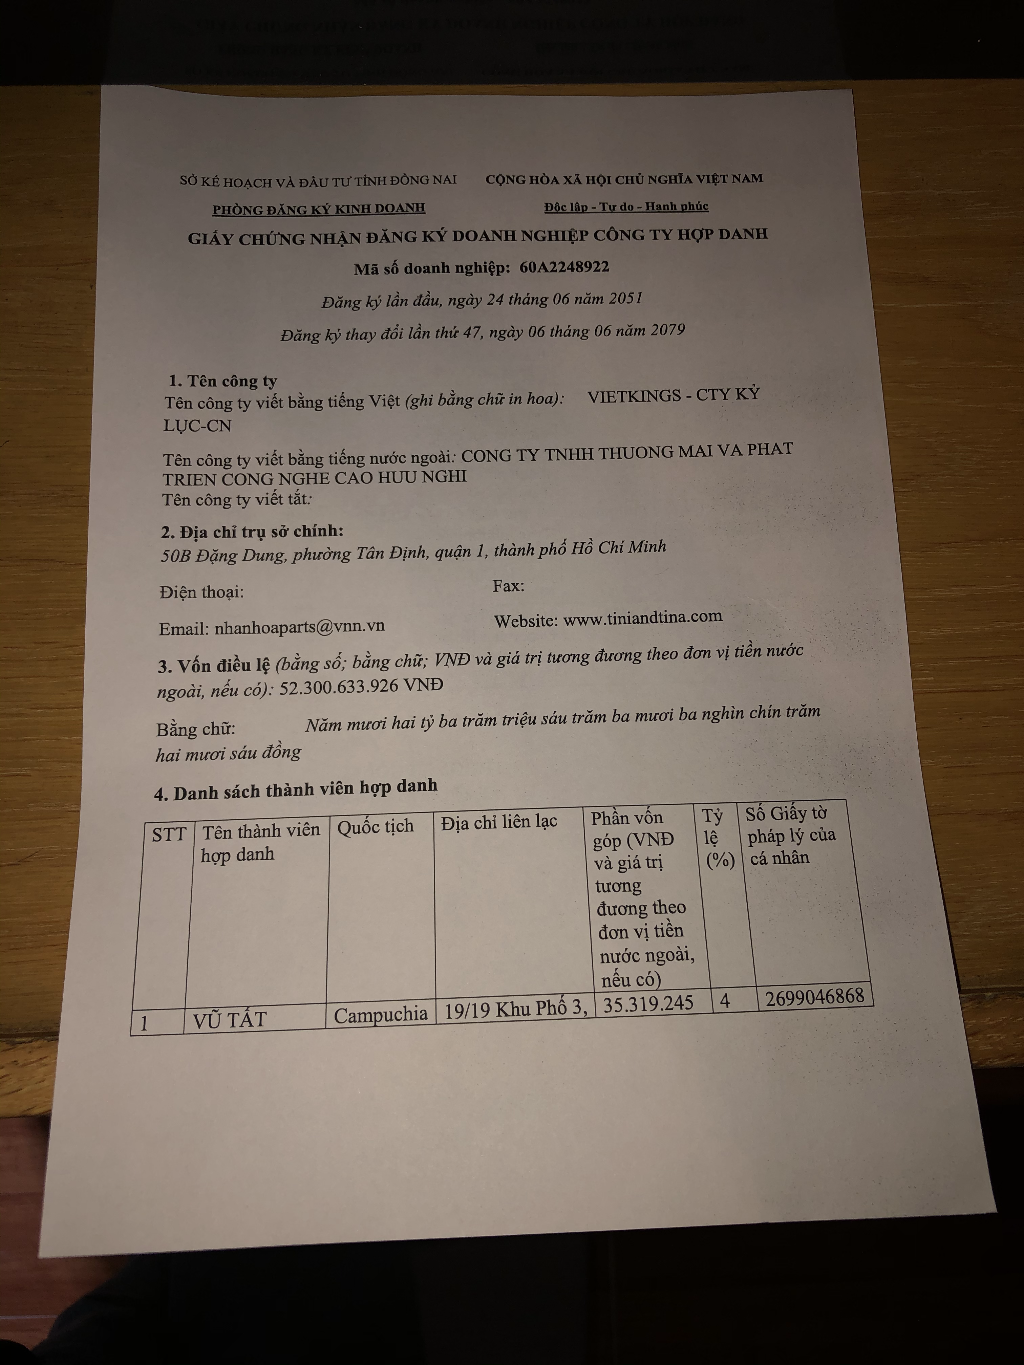 SỞ KẾ HOẠCH VÀ ĐẦU TƯ TỈNH ĐỒNG NAI CỘNG HÒA XÃ HỘI CHỦ NGHĨA VIỆT NAM
PHÒNG ĐĂNG KÝ KINH DOANH Độc lập - Tự do - Hạnh phúc
GIẤY CHỨNG NHẬN ĐĂNG KÝ DOANH NGHIỆP CÔNG TY HỢP DANH
Mã số doanh nghiệp: 60A2248922
Đăng ký lần đầu, ngày 24 tháng 06 năm 2051
Đăng ký thay đổi lần thứ 47, ngày 06 tháng 06 năm 2079
1. Tên công ty
Tên công ty viết bằng tiếng Việt (ghi bằng chữ in hoa): VIETKINGS - CTY KỶ
LỤC-CN
Tên công ty viết bằng tiếng nước ngoài: CONG TY TNHH THUONG MAI VA PHAT
TRIEN CONG NGHE CAO HUU NGHI
Tên công ty viết tắt:
2. Địa chỉ trụ sở chính:
50B Đặng Dung, phường Tân Định, quận 1, thành phố Hồ Chí Minh
Điện thoại: Fax:
Email: nhanhoaparts@vnn.vn Website: www.tiniandtina.com
3. Vốn điều lệ (bằng số; bằng chữ; VNĐ và giá trị tương đương theo đơn vị tiền nước
ngoài, nếu có): 52.300.633.926 VNĐ
Bằng chữ: Năm mươi hai tỷ ba trăm triệu sáu trăm ba mươi ba nghìn chín trăm
hai mươi sáu đồng
4. Danh sách thành viên hợp danh
STT Tên thành viên Quốc tịch Địa chỉ liên lạc Phần vốn Tỷ Số Giấy tờ
hợp danh góp (VNĐ lệ pháp lý của
và giá trị (%) cá nhân
tương
đương theo
đơn vị tiền
nước ngoài,
nếu có)
1 VŨ TẤT Campuchia 19/19 Khu Phố 3, 35.319.245 4 2699046868